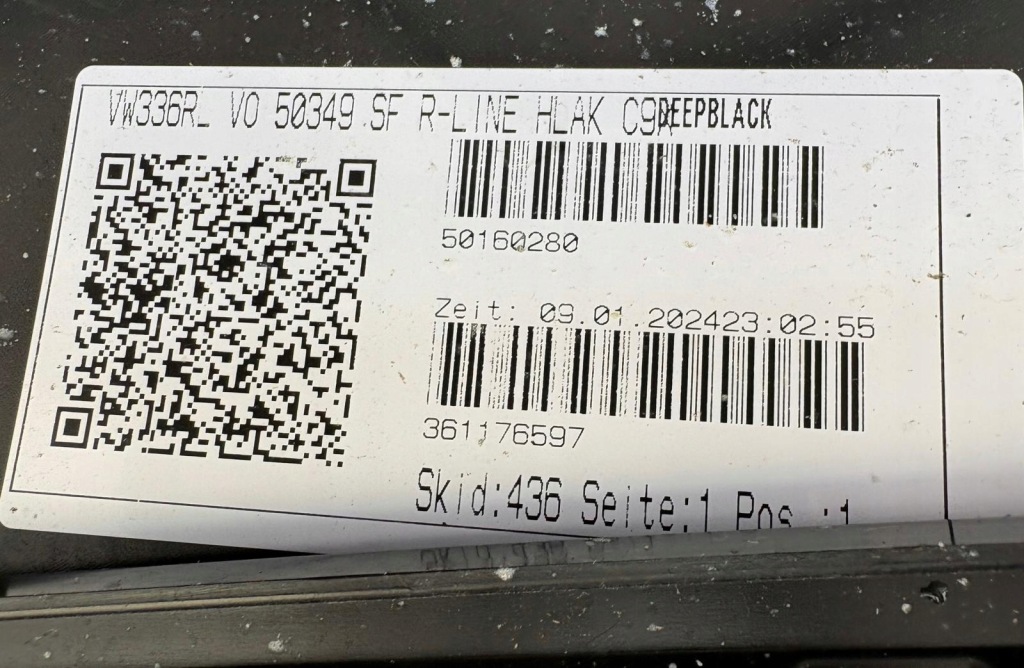 VW336RL VO 50349 SF R-LINE HLAK C9X DEEPBLACK
50160280
Zeit: 09.01.202423:02:55
361176597
Skid:436 Seite:1 Pos.:1